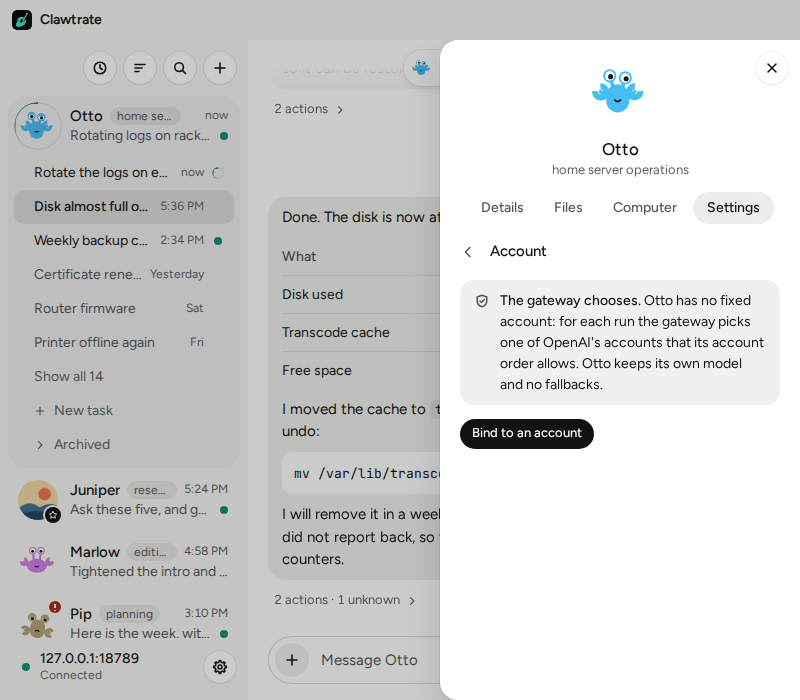 Clawtrate
Otto home se... now
Rotating logs on rack...
Rotate the logs on e... now
Disk almost full o... 5:36 PM
Weekly backup c... 2:34 PM
Certificate rene... Yesterday
Router firmware Sat
Printer offline again Fri
Show all 14
New task
Archived
Juniper rese... 5:24 PM
Ask these five, and g...
Marlow editi... 4:58 PM
Tightened the intro and ...
Pip planning 3:10 PM
Here is the week. wit...
127.0.0.1:18789
Connected
2 actions
Done. The disk is now at
What
Disk used
Transcode cache
Free space
I moved the cache to
undo:
mv /var/lib/transc
I will remove it in a
did not report back, so
counters.
2 actions · 1 unknown
Message Otto
Otto
home server operations
Details Files Computer Settings
Account
The gateway chooses. Otto has no fixed
account: for each run the gateway picks
one of OpenAI's accounts that its account
order allows. Otto keeps its own model
and no fallbacks.
Bind to an account